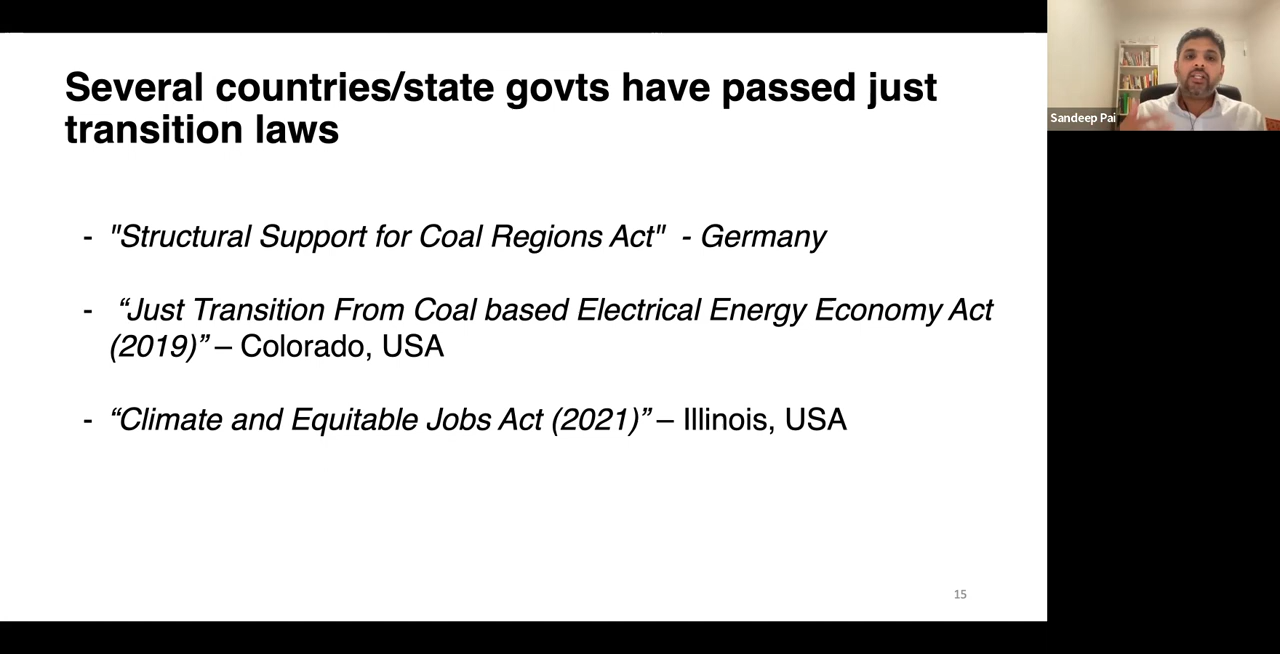 Several countries/state govts have passed just
transition laws
- "Structural Support for Coal Regions Act"  - Germany
- “Just Transition From Coal based Electrical Energy Economy Act
(2019)” – Colorado, USA
- “Climate and Equitable Jobs Act (2021)” – Illinois, USA
15
Sandeep Pai